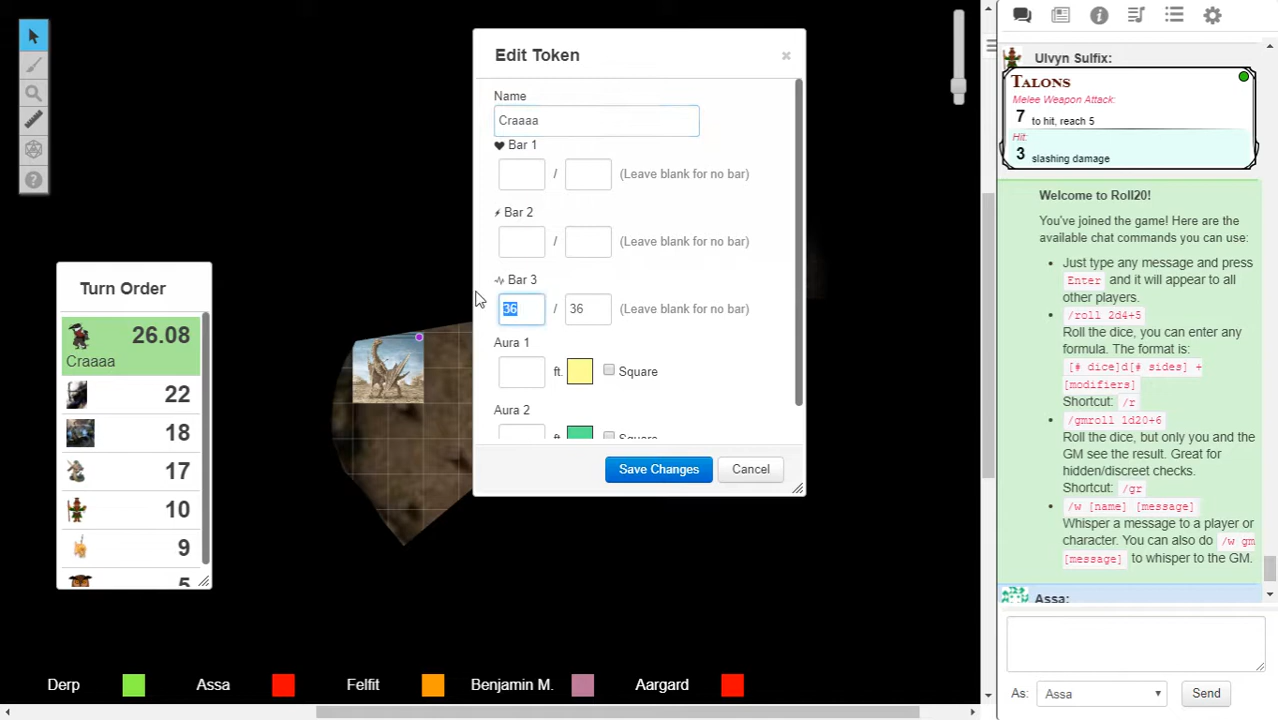 Edit Token
×
Name
Craaaa
Bar 1
/ (Leave blank for no bar)
Bar 2
/ (Leave blank for no bar)
Bar 3
36 / 36 (Leave blank for no bar)
Aura 1
ft. Square
Aura 2
ft. Square
Save Changes
Cancel
Turn Order
26.08
Craaaa
22
18
17
10
9
5
Derp
Assa
Felfit
Benjamin M.
Aargard
Ulvyn Sulfix:
Talons
Melee Weapon Attack:
7 to hit, reach 5
Hit:
3 slashing damage
Welcome to Roll20!
You've joined the game! Here are the
available chat commands you can use:
Just type any message and press
Enter and it will appear to all
other players.
/roll 2d4+5
Roll the dice, you can enter any
formula. The format is:
[# dice]d[# sides] +
[modifiers]
Shortcut: /r
/gmroll 1d20+6
Roll the dice, but only you and the
GM see the result. Great for
hidden/discreet checks.
Shortcut: /gr
/w [name] [message]
Whisper a message to a player or
character. You can also do /w gm
[message] to whisper to the GM.
Assa:
As: Assa
Send